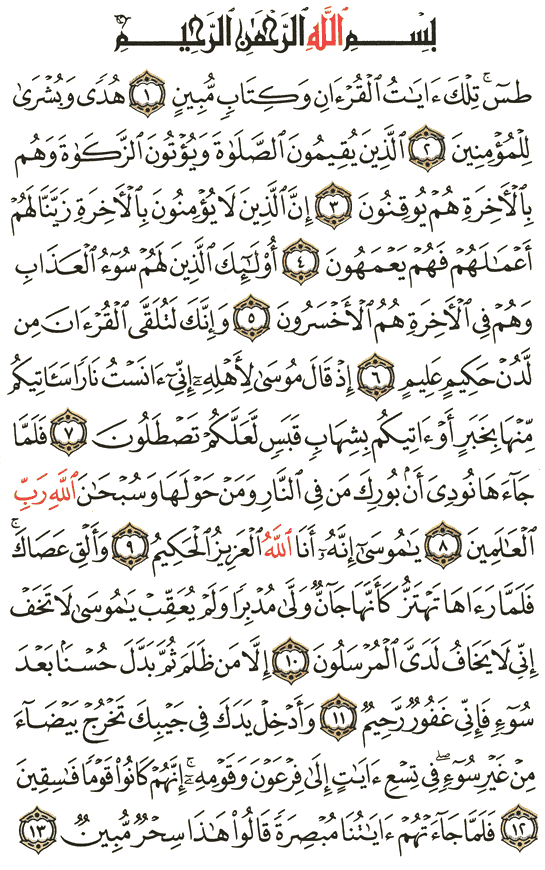 بِسْمِ ٱللَّهِ ٱلرَّحْمَٰنِ ٱلرَّحِيمِ
طسٓ ۚ تِلْكَ ءَايَٰتُ ٱلْقُرْءَانِ وَكِتَابٍ مُّبِينٍ ١ هُدًى وَبُشْرَىٰ
لِلْمُؤْمِنِينَ ٢ ٱلَّذِينَ يُقِيمُونَ ٱلصَّلَوٰةَ وَيُؤْتُونَ ٱلزَّكَوٰةَ وَهُم
بِٱلْأَخِرَةِ هُمْ يُوقِنُونَ ٣ إِنَّ ٱلَّذِينَ لَا يُؤْمِنُونَ بِٱلْأَخِرَةِ زَيَّنَّا لَهُمْ
أَعْمَٰلَهُمْ فَهُمْ يَعْمَهُونَ ٤ أُو۟لَٰٓئِكَ ٱلَّذِينَ لَهُمْ سُوٓءُ ٱلْعَذَابِ
وَهُمْ فِى ٱلْأَخِرَةِ هُمُ ٱلْأَخْسَرُونَ ٥ وَإِنَّكَ لَتُلَقَّى ٱلْقُرْءَانَ مِن
لَّدُنْ حَكِيمٍ عَلِيمٍ ٦ إِذْ قَالَ مُوسَىٰ لِأَهْلِهِۦٓ إِنِّىٓ ءَانَسْتُ نَارًا سَـَٔاتِيكُم
مِّنْهَا بِخَبَرٍ أَوْ ءَاتِيكُم بِشِهَابٍ قَبَسٍ لَّعَلَّكُمْ تَصْطَلُونَ ٧ فَلَمَّا
جَآءَهَا نُودِىَ أَنۢ بُورِكَ مَن فِى ٱلنَّارِ وَمَنْ حَوْلَهَا وَسُبْحَٰنَ ٱللَّهِ رَبِّ
ٱلْعَٰلَمِينَ ٨ يَٰمُوسَىٰٓ إِنَّهُۥٓ أَنَا ٱللَّهُ ٱلْعَزِيزُ ٱلْحَكِيمُ ٩ وَأَلْقِ عَصَاكَ ۚ
فَلَمَّا رَءَاهَا تَهْتَزُّ كَأَنَّهَا جَآنٌّ وَلَّىٰ مُدْبِرًا وَلَمْ يُعَقِّبْ ۚ يَٰمُوسَىٰ لَا تَخَفْ
إِنِّى لَا يَخَافُ لَدَىَّ ٱلْمُرْسَلُونَ ١٠ إِلَّا مَن ظَلَمَ ثُمَّ بَدَّلَ حُسْنًۢا بَعْدَ
سُوٓءٍ فَإِنِّى غَفُورٌ رَّحِيمٌ ١١ وَأَدْخِلْ يَدَكَ فِى جَيْبِكَ تَخْرُجْ بَيْضَآءَ
مِنْ غَيْرِ سُوٓءٍ ۖ فِى تِسْعِ ءَايَٰتٍ إِلَىٰ فِرْعَوْنَ وَقَوْمِهِۦٓ ۚ إِنَّهُمْ كَانُوا۟ قَوْمًا فَٰسِقِينَ
١٢ فَلَمَّا جَآءَتْهُمْ ءَايَٰتُنَا مُبْصِرَةً قَالُوا۟ هَٰذَا سِحْرٌ مُّبِينٌ ١٣